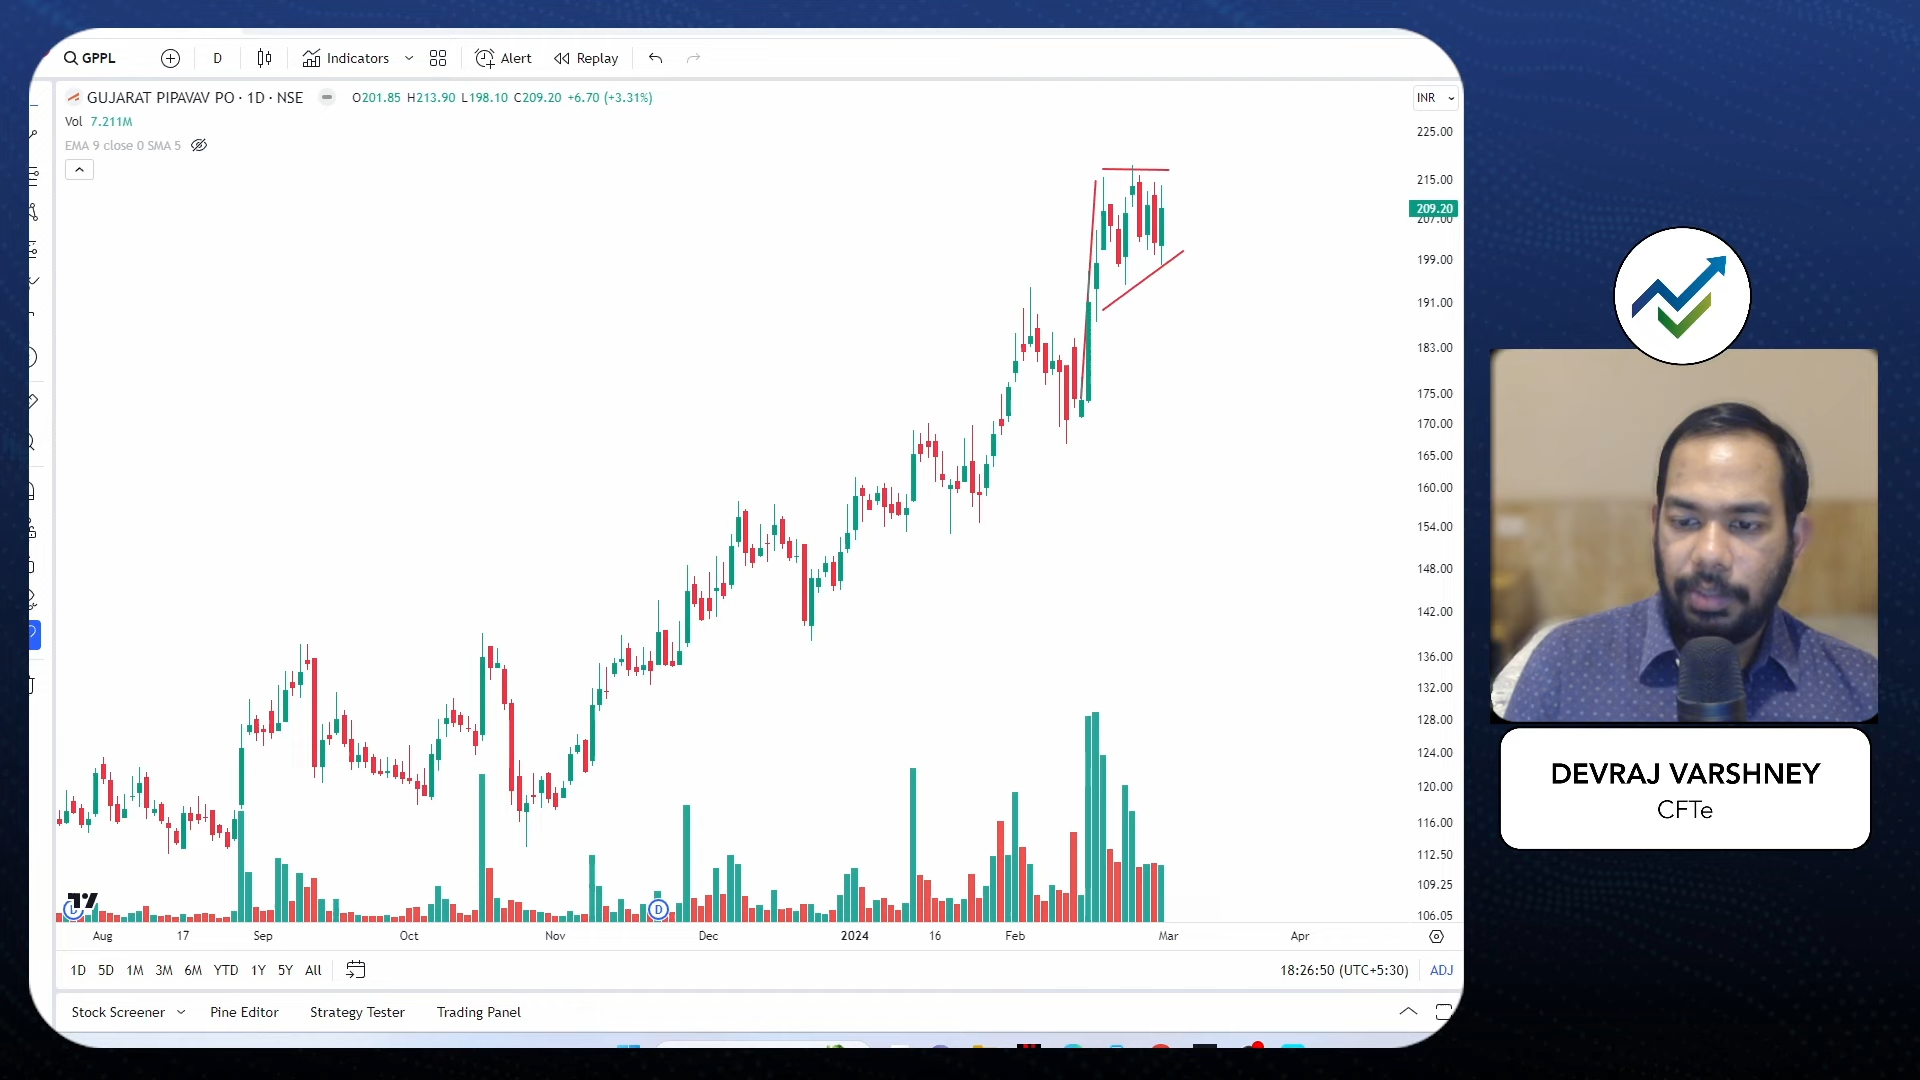 GPPL D Indicators Alert Replay
GUJARAT PIPAVAV PO · 1D · NSE O201.85 H213.90 L198.10 C209.20 +6.70 (+3.31%) INR
Vol 7.211M
EMA 9 close 0 SMA 5
225.00
215.00
209.20
207.00
199.00
191.00
183.00
175.00
170.00
165.00
160.00
154.00
148.00
142.00
136.00
132.00
128.00
124.00
120.00
116.00
112.50
109.25
106.05
D
D
Aug 17 Sep Oct Nov Dec 2024 16 Feb Mar Apr
1D 5D 1M 3M 6M YTD 1Y 5Y All 18:26:50 (UTC+5:30) ADJ
Stock Screener Pine Editor Strategy Tester Trading Panel
DEVRAJ VARSHNEY
CFTe